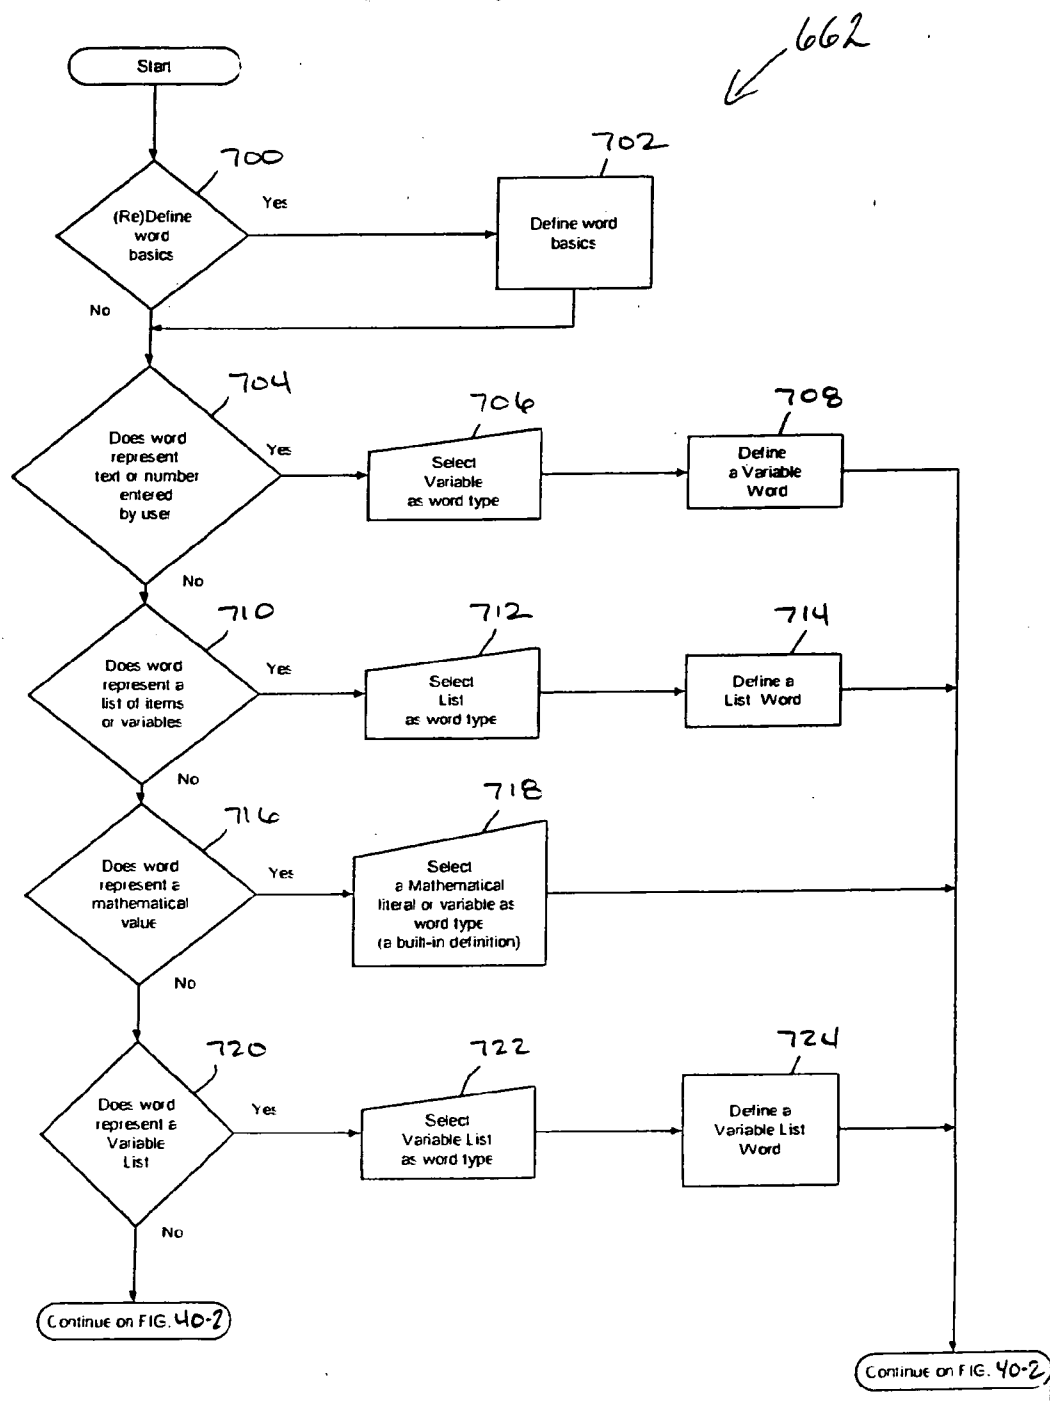 662
Start
700
702
(Re)Define
word
basics
Yes
Define word
basics
No
704
706
708
Does word
represent
text or number
entered
by user
Yes
Select
Variable
as word type
Define
a Variable
Word
No
710
712
714
Does word
represent a
list of items
or variables
Yes
Select
List
as word type
Define a
List Word
No
716
718
Does word
represent a
mathematical
value
Yes
Select
a Mathematical
literal or variable as
word type
(a built-in definition)
No
720
722
724
Does word
represent a
Variable
List
Yes
Select
Variable List
as word type
Define a
Variable List
Word
No
Continue on FIG. 40-2
Continue on FIG. 40-2